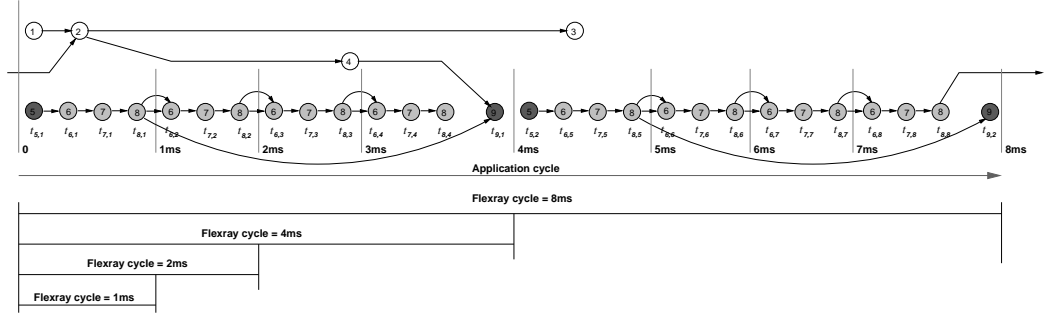 1 2 3
4
5 6 7 8 6 7 8 6 7 8 6 7 8 9 5 6 7 8 6 7 8 6 7 8 6 7 8 9
t5,1 t6,1 t7,1 t8,1 t6,2 t7,2 t8,2 t6,3 t7,3 t8,3 t6,4 t7,4 t8,4 t9,1 t5,2 t6,5 t7,5 t8,5 t6,6 t7,6 t8,6 t6,7 t7,7 t8,7 t6,8 t7,8 t8,8 t9,2
0 1ms 2ms 3ms 4ms 5ms 6ms 7ms 8ms
Application cycle
Flexray cycle = 8ms
Flexray cycle = 4ms
Flexray cycle = 2ms
Flexray cycle = 1ms